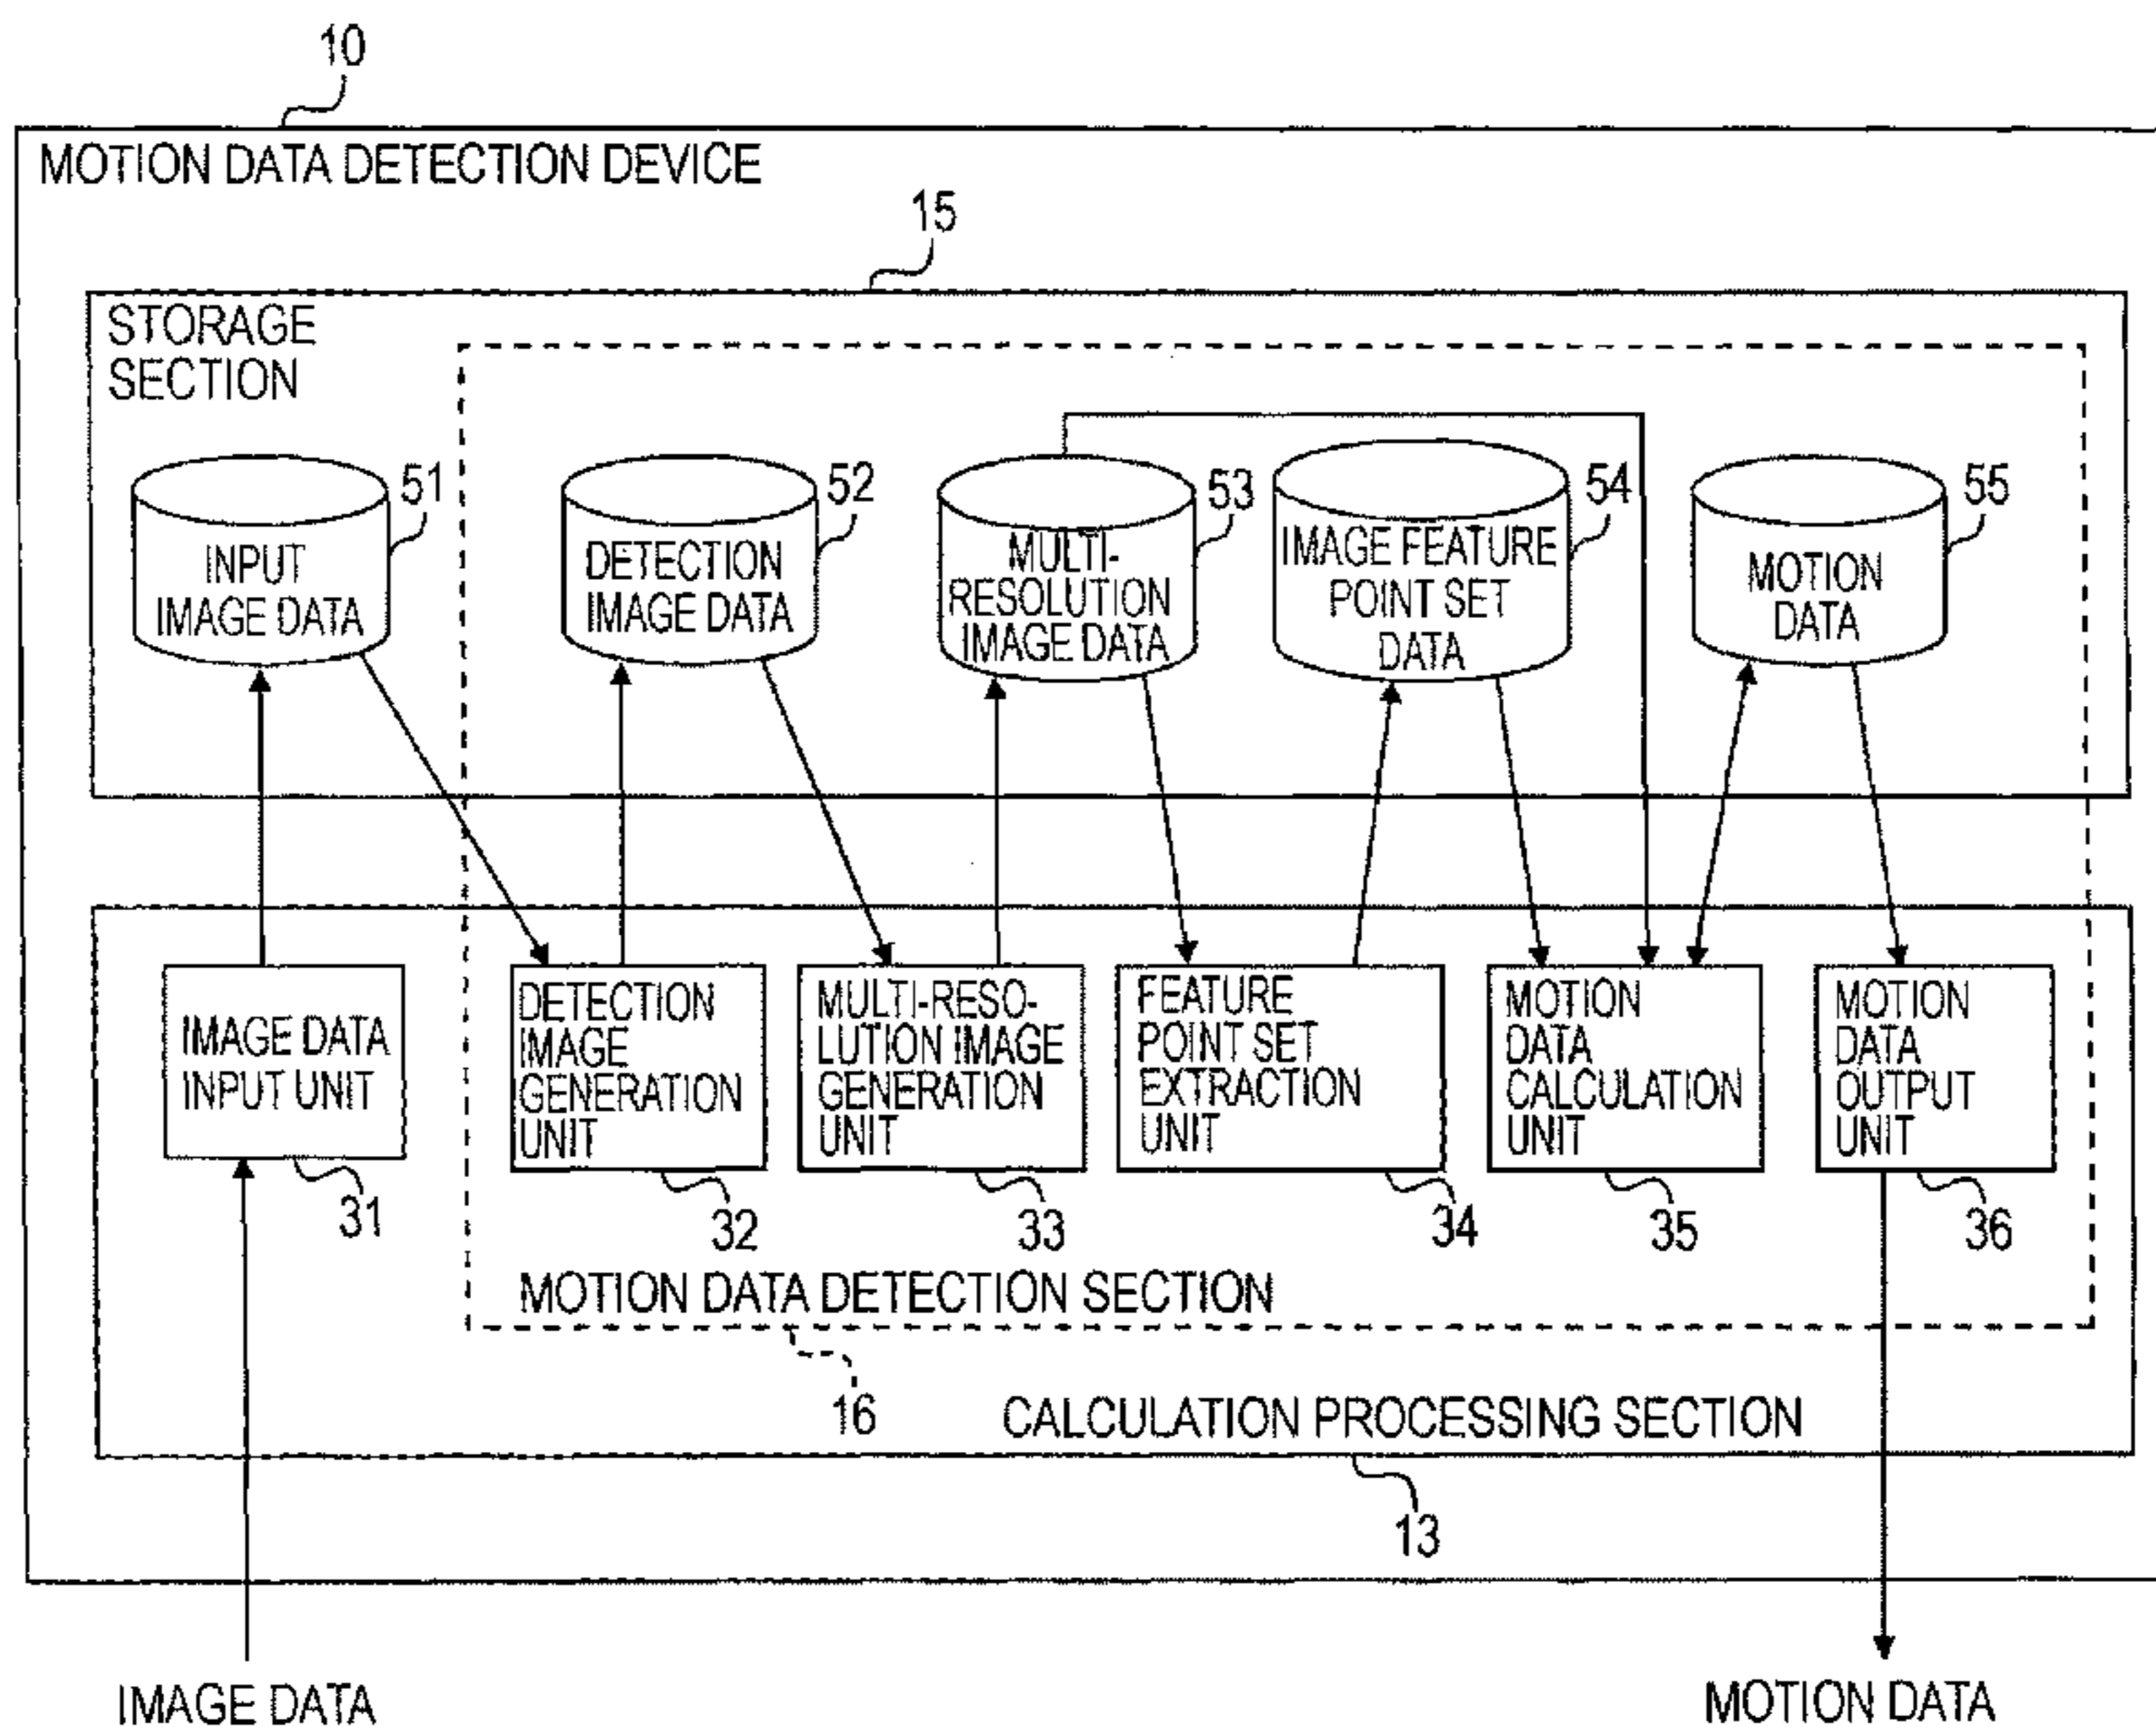 10
MOTION DATA DETECTION DEVICE
15
STORAGE
SECTION
51
INPUT
IMAGE DATA
52
DETECTION
IMAGE DATA
53
MULTI-
RESOLUTION
IMAGE DATA
54
IMAGE FEATURE
POINT SET
DATA
55
MOTION
DATA
IMAGE DATA
INPUT UNIT
31
DETECTION
IMAGE
GENERATION
UNIT
32
MULTI-RESO-
LUTION IMAGE
GENERATION
UNIT
33
FEATURE
POINT SET
EXTRACTION
UNIT
34
MOTION
DATA
CALCULATION
UNIT
35
MOTION
DATA
OUTPUT
UNIT
36
MOTION DATA DETECTION SECTION
16
CALCULATION PROCESSING SECTION
13
IMAGE DATA
MOTION DATA